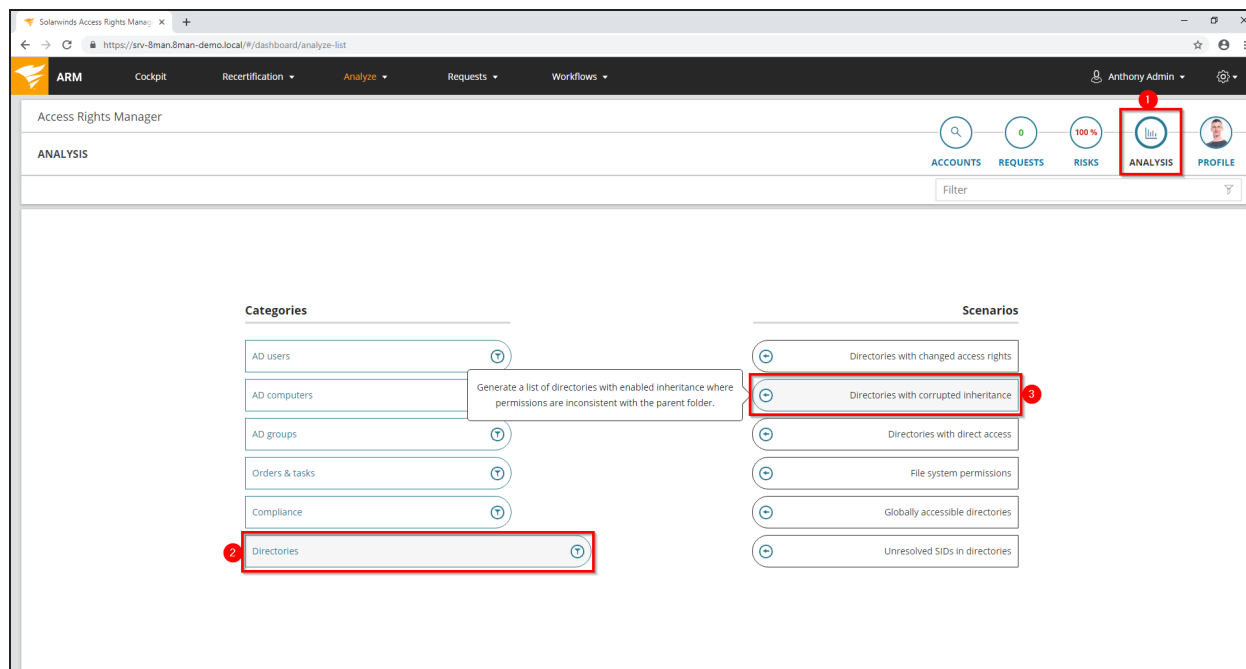 Solarwinds Access Rights Manag
https://srv-8man.8man-demo.local/#/dashboard/analyze-list
ARM Cockpit Recertification Analyze Requests Workflows Anthony Admin
1
Access Rights Manager
0 100 %
ANALYSIS
ACCOUNTS REQUESTS RISKS ANALYSIS PROFILE
Filter
Categories Scenarios
AD users Directories with changed access rights
Generate a list of directories with enabled inheritance where
permissions are inconsistent with the parent folder.
AD computers Directories with corrupted inheritance 3
AD groups Directories with direct access
Orders & tasks File system permissions
Compliance Globally accessible directories
2 Directories Unresolved SIDs in directories